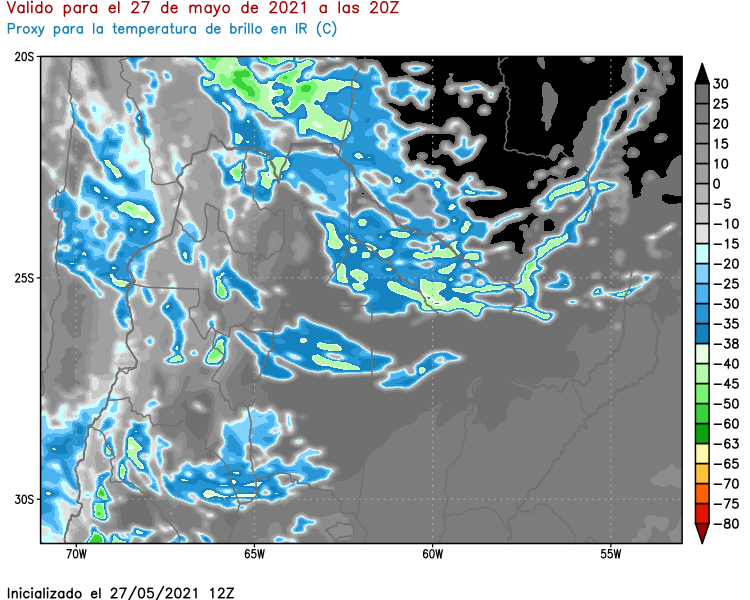 Valido para el 27 de mayo de 2021 a las 20Z
Proxy para la temperatura de brillo en IR (C)
20S
25S
30S
70W
65W
60W
55W
30
25
20
15
10
0
−5
−10
−15
−20
−25
−30
−35
−38
−40
−45
−50
−60
−63
−65
−70
−75
−80
Inicializado el 27/05/2021 12Z